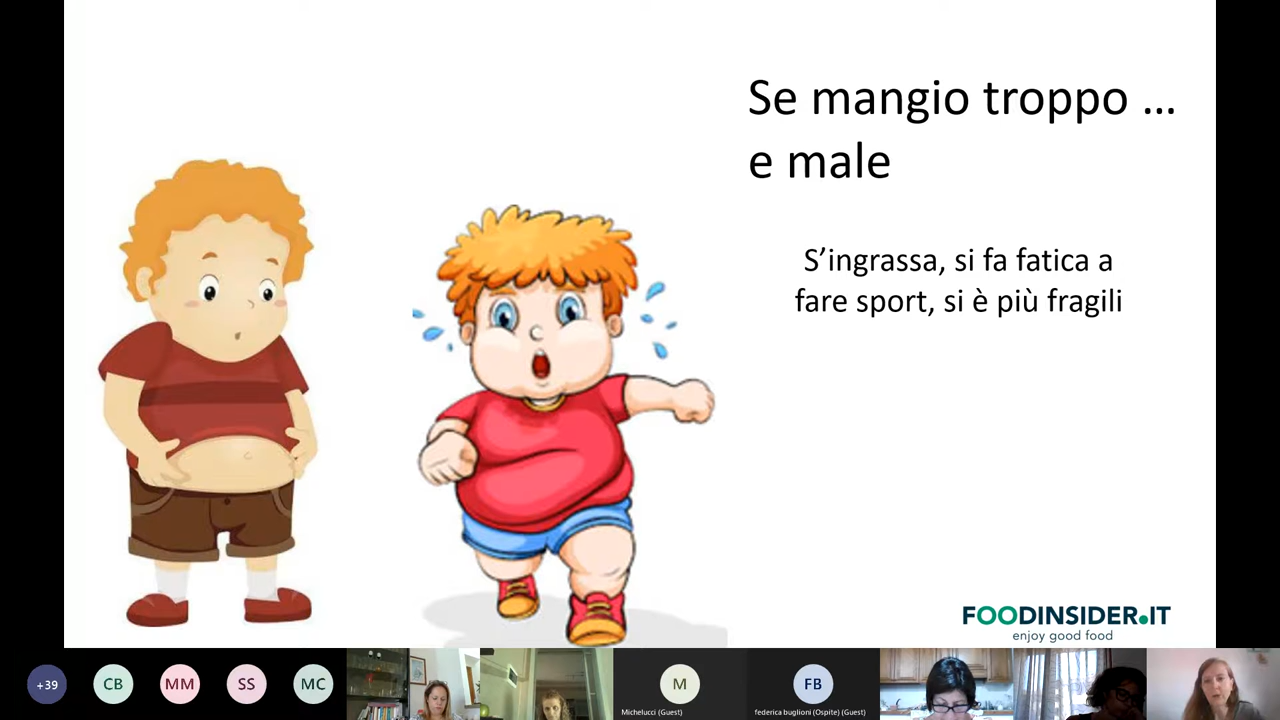 Se mangio troppo …
e male
S’ingrassa, si fa fatica a
fare sport, si è più fragili
FOODINSIDER.IT
enjoy good food
+39
CB
MM
SS
MC
M
Michelucci (Guest)
FB
federica buglioni (Ospite) (Guest)